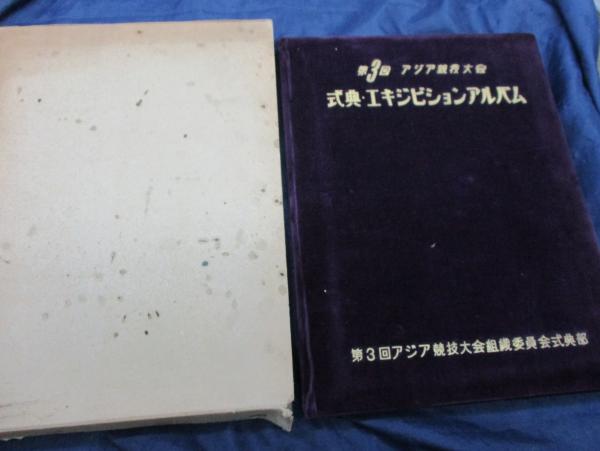 第3回 アジア競技大会
式典・エキジビションアルバム
第3回アジア競技大会組織委員会式典部